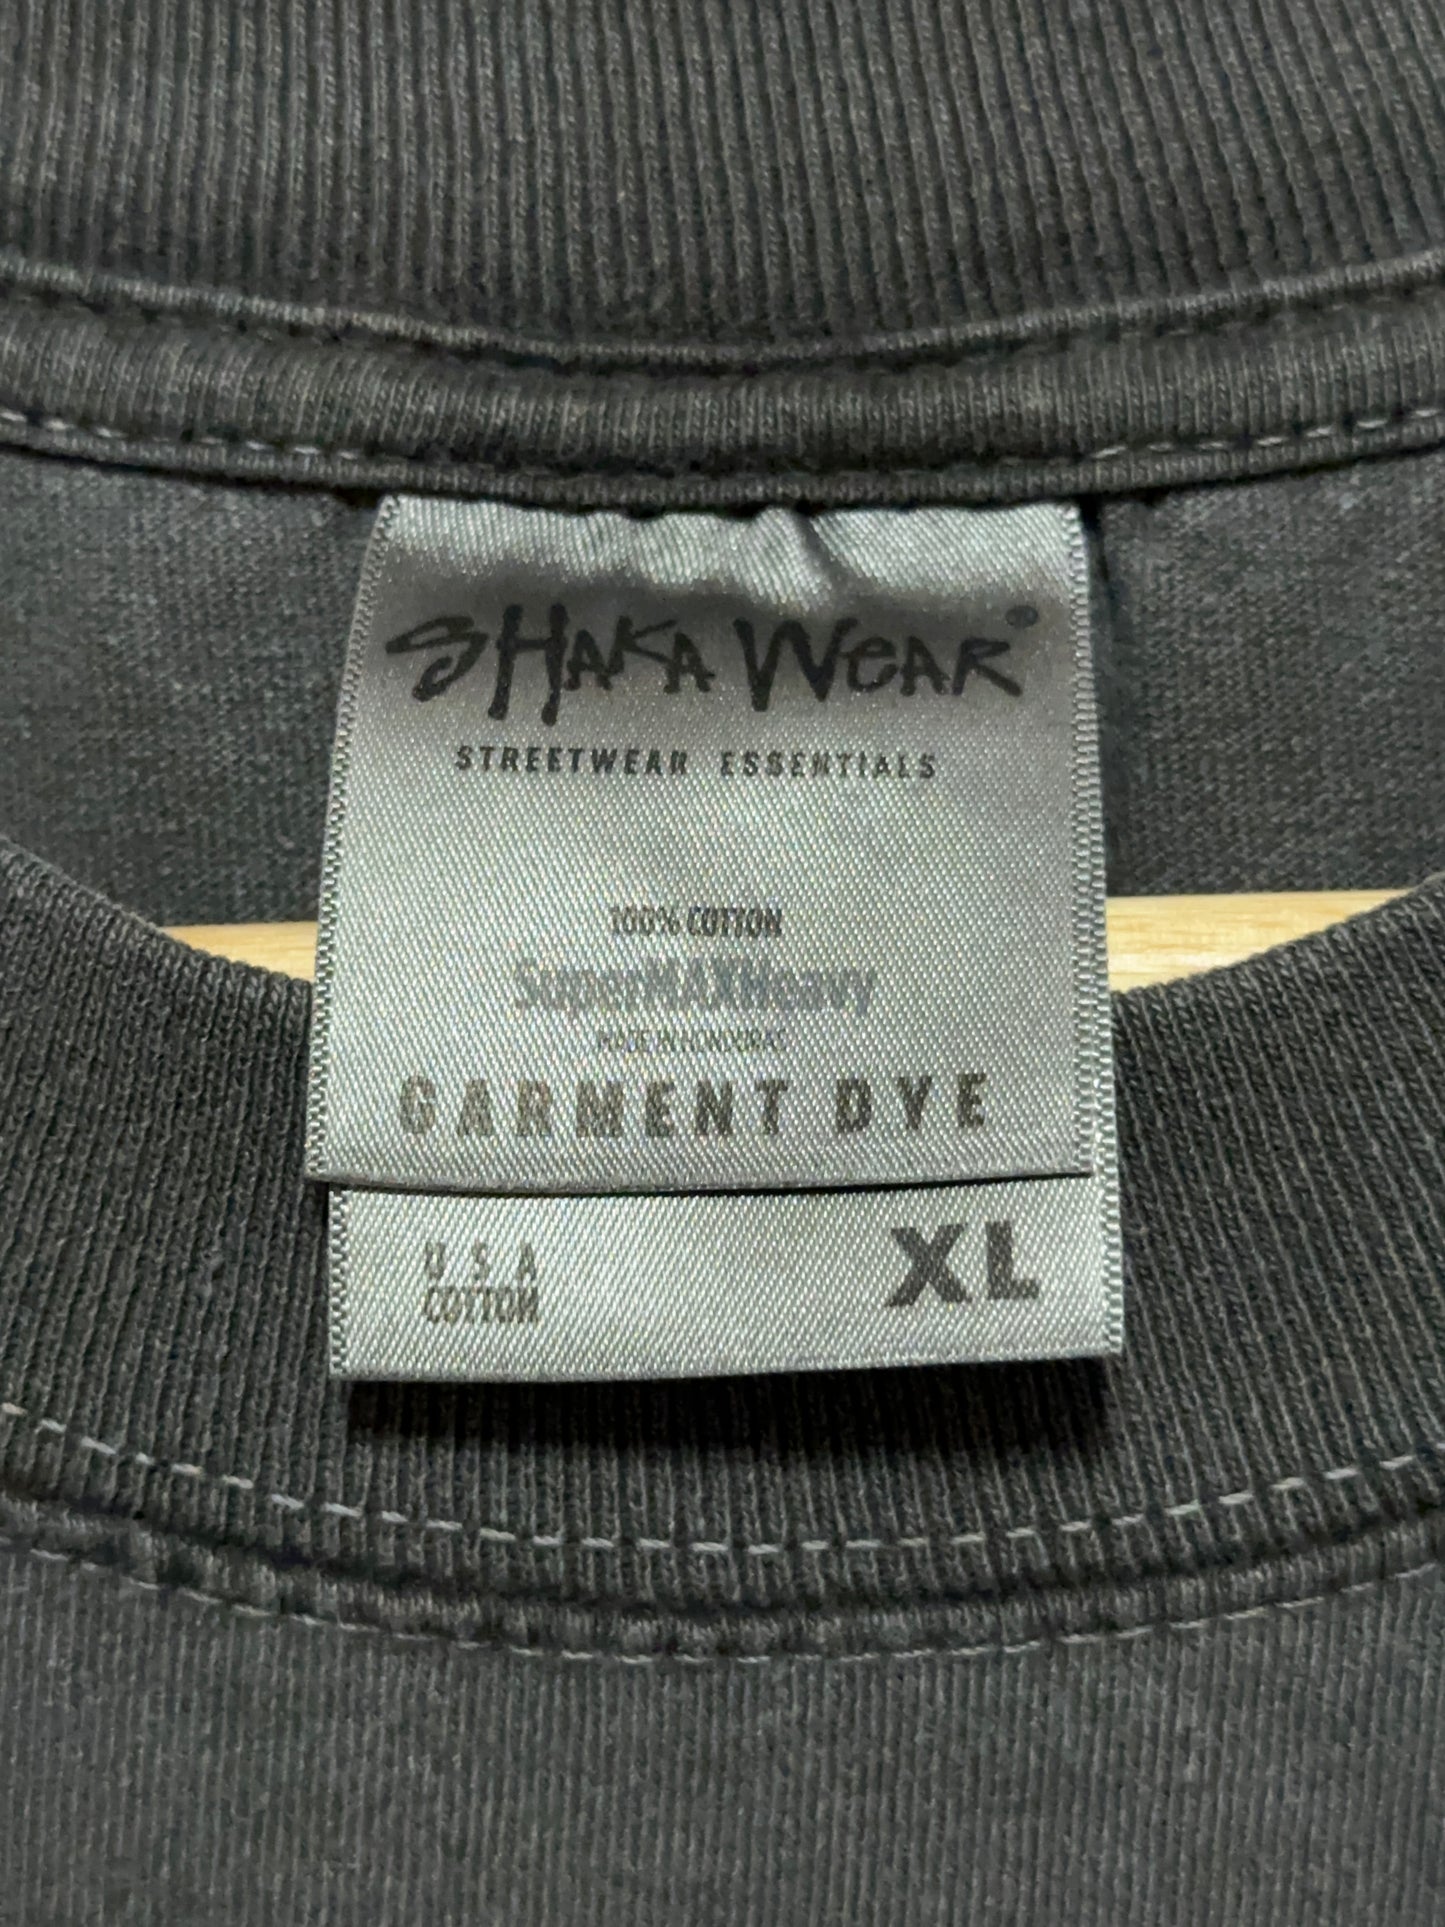 SHAKA WEAR®
STREETWEAR ESSENTIALS
100% COTTON
SuperMAXHeavy
MADE IN HONDURAS
GARMENT DYE
U.S.A
COTTON
XL